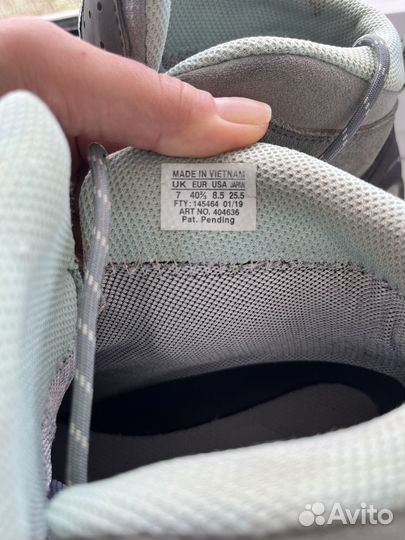 MADE IN VIETNAM
UK EUR USA JAPAN
7 40⅔ 8.5 25.5
FTY: 145464 01/19
ART NO. 404636
Pat. Pending
Avito